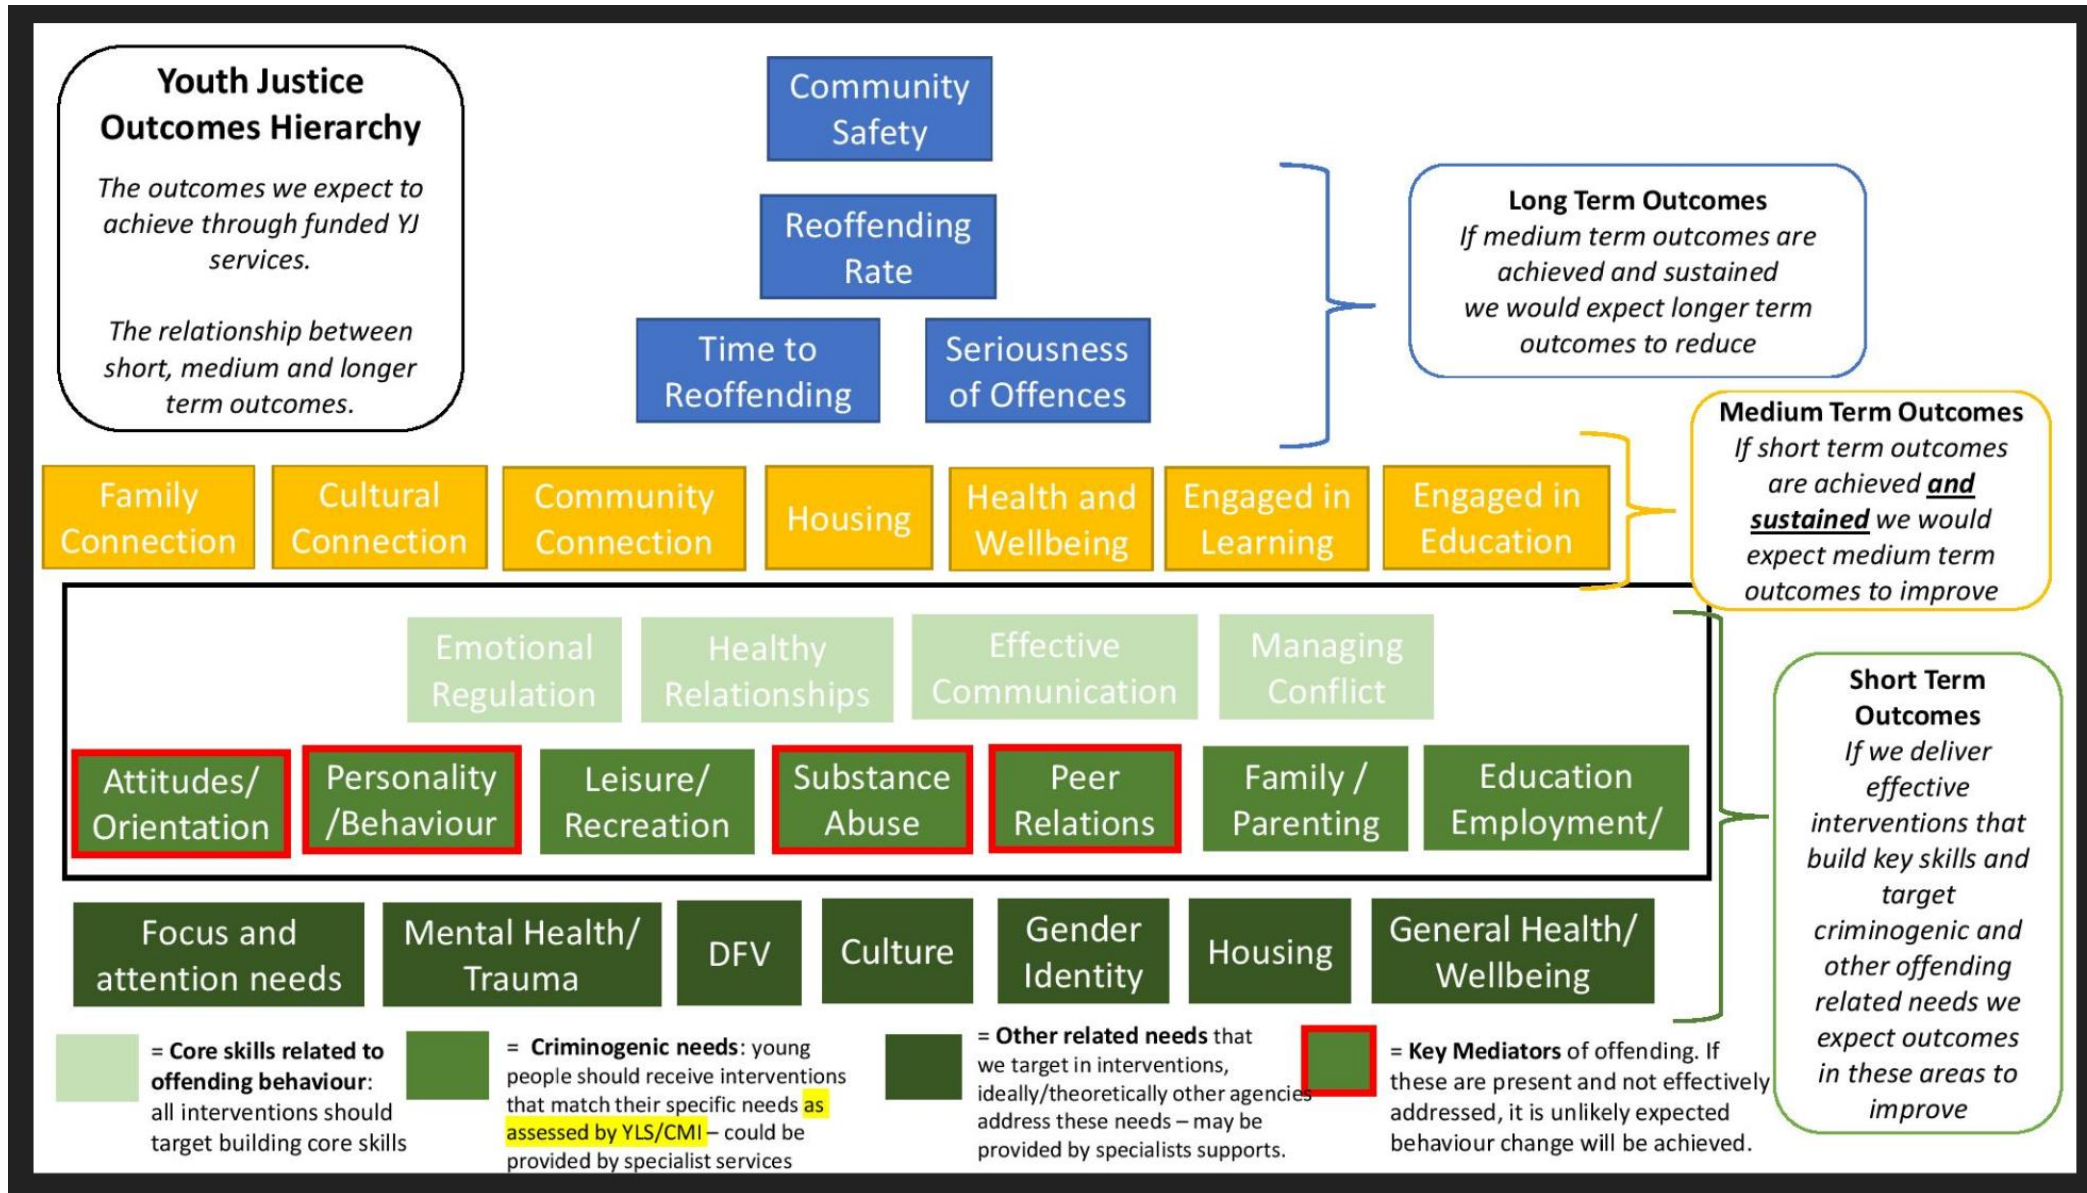 Youth Justice
Outcomes Hierarchy
The outcomes we expect to
achieve through funded YJ
services.
The relationship between
short, medium and longer
term outcomes.
Community
Safety
Reoffending
Rate
Time to
Reoffending
Seriousness
of Offences
Long Term Outcomes
If medium term outcomes are
achieved and sustained
we would expect longer term
outcomes to reduce
Family
Connection
Cultural
Connection
Community
Connection
Housing
Health and
Wellbeing
Engaged in
Learning
Engaged in
Education
Medium Term Outcomes
If short term outcomes
are achieved and
sustained we would
expect medium term
outcomes to improve
Emotional
Regulation
Healthy
Relationships
Effective
Communication
Managing
Conflict
Attitudes/
Orientation
Personality
/Behaviour
Leisure/
Recreation
Substance
Abuse
Peer
Relations
Family /
Parenting
Education
Employment/
Focus and
attention needs
Mental Health/
Trauma
DFV
Culture
Gender
Identity
Housing
General Health/
Wellbeing
Short Term
Outcomes
If we deliver
effective
interventions that
build key skills and
target
criminogenic and
other offending
related needs we
expect outcomes
in these areas to
improve
= Core skills related to
offending behaviour:
all interventions should
target building core skills
= Criminogenic needs: young
people should receive interventions
that match their specific needs as
assessed by YLS/CMI – could be
provided by specialist services
= Other related needs that
we target in interventions,
ideally/theoretically other agencies
address these needs – may be
provided by specialists supports.
= Key Mediators of offending. If
these are present and not effectively
addressed, it is unlikely expected
behaviour change will be achieved.